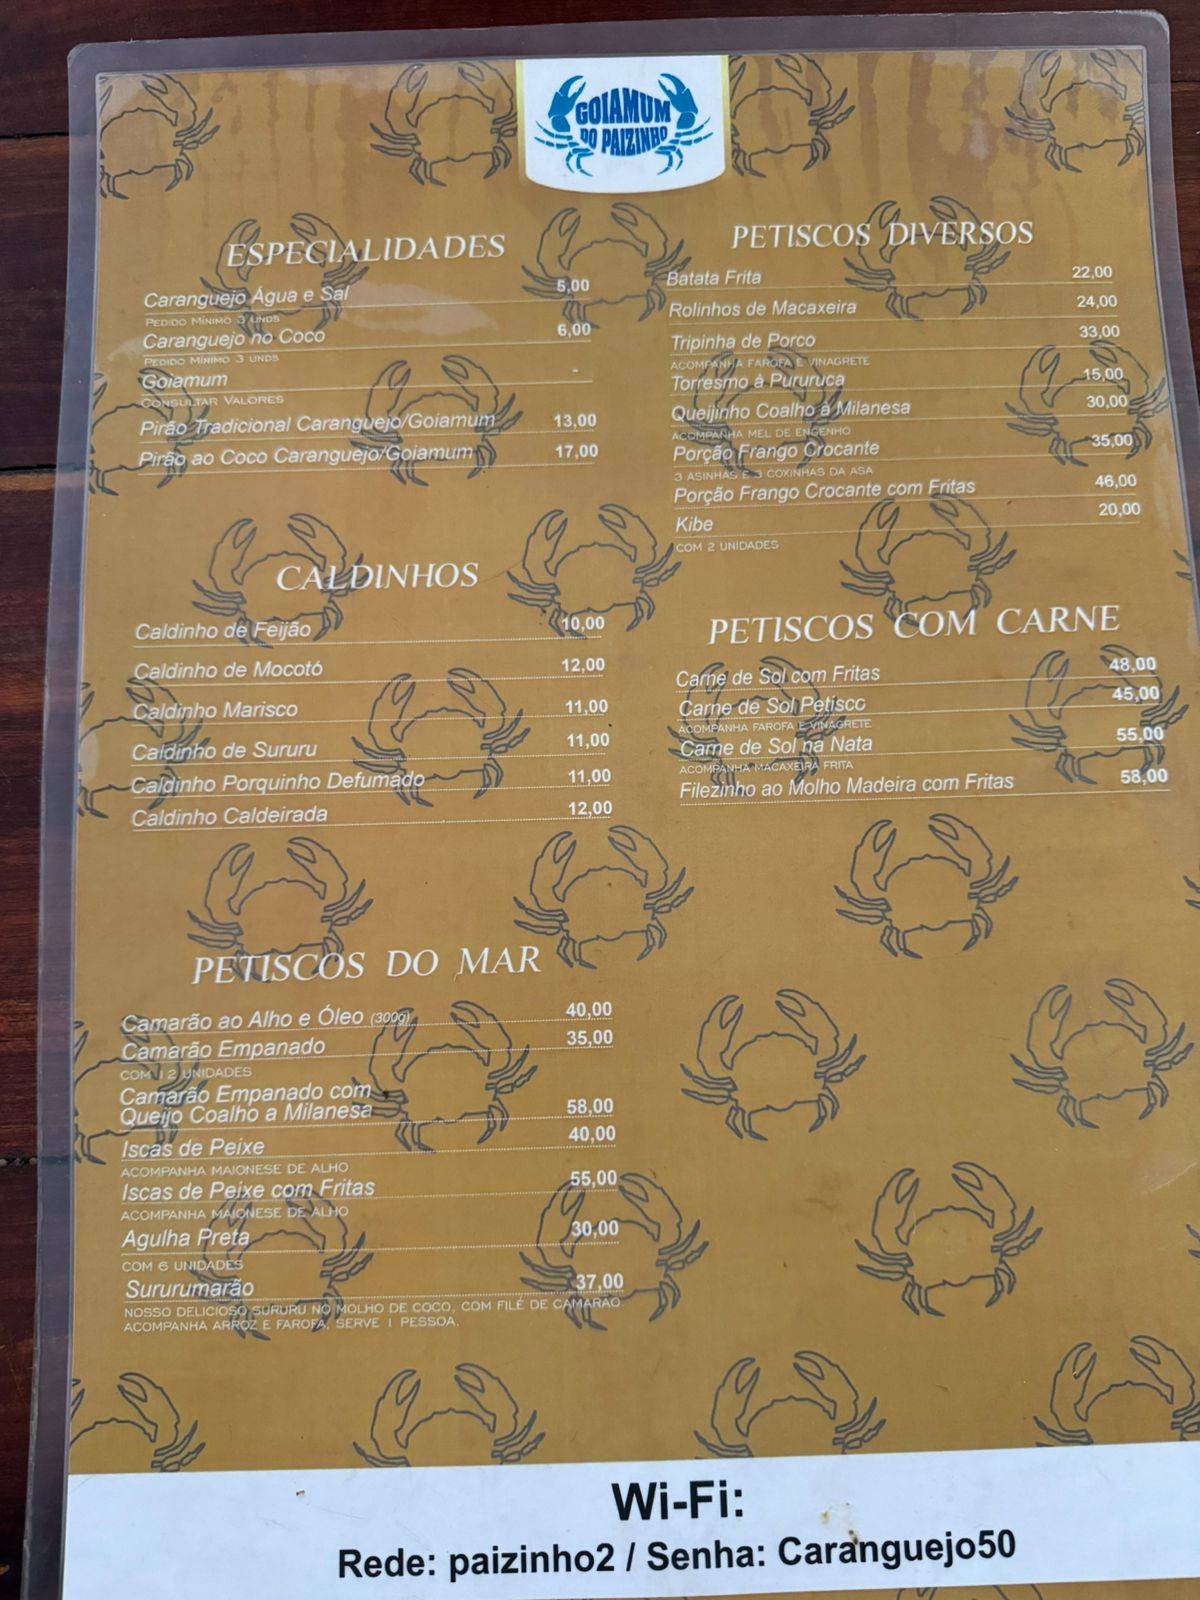 GOIAMUM
DO PAIZINHO
ESPECIALIDADES
Caranguejo Água e Sal 5,00
PEDIDO MÍNIMO 3 UNDS
Caranguejo no Coco 6,00
PEDIDO MÍNIMO 3 UNDS
Goiamum -
CONSULTAR VALORES
Pirão Tradicional Caranguejo/Goiamum 13,00
Pirão ao Coco Caranguejo/Goiamum 17,00
CALDINHOS
Caldinho de Feijão 10,00
Caldinho de Mocotó 12,00
Caldinho Marisco 11,00
Caldinho de Sururu 11,00
Caldinho Porquinho Defumado 11,00
Caldinho Caldeirada 12,00
PETISCOS DO MAR
Camarão ao Alho e Óleo (300g) 40,00
Camarão Empanado 35,00
COM 12 UNIDADES
Camarão Empanado com
Queijo Coalho a Milanesa 58,00
Iscas de Peixe 40,00
ACOMPANHA MAIONESE DE ALHO
Iscas de Peixe com Fritas 55,00
ACOMPANHA MAIONESE DE ALHO
Agulha Preta 30,00
COM 6 UNIDADES
Sururumarão 37,00
NOSSO DELICIOSO SURURU NO MOLHO DE COCO, COM FILÉ DE CAMARÃO.
ACOMPANHA ARROZ E FAROFA, SERVE 1 PESSOA.
PETISCOS DIVERSOS
Batata Frita 22,00
Rolinhos de Macaxeira 24,00
Tripinha de Porco 33,00
ACOMPANHA FAROFA E VINAGRETE
Torresmo à Pururuca 15,00
Queijinho Coalho à Milanesa 30,00
ACOMPANHA MEL DE ENGENHO
Porção Frango Crocante 35,00
3 ASINHAS E 3 COXINHAS DA ASA
Porção Frango Crocante com Fritas 46,00
Kibe 20,00
COM 2 UNIDADES
PETISCOS COM CARNE
Carne de Sol com Fritas 48,00
Carne de Sol Petisco 45,00
ACOMPANHA FAROFA E VINAGRETE
Carne de Sol na Nata 55,00
ACOMPANHA MACAXEIRA FRITA
Filezinho ao Molho Madeira com Fritas 58,00
Wi-Fi:
Rede: paizinho2 / Senha: Caranguejo50